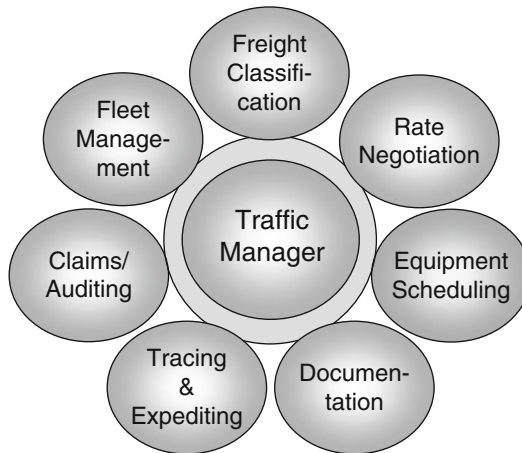 Freight
Classifi-
cation
Rate
Negotiation
Equipment
Scheduling
Documen-
tation
Tracing
&
Expediting
Claims/
Auditing
Fleet
Manage-
ment
Traffic
Manager